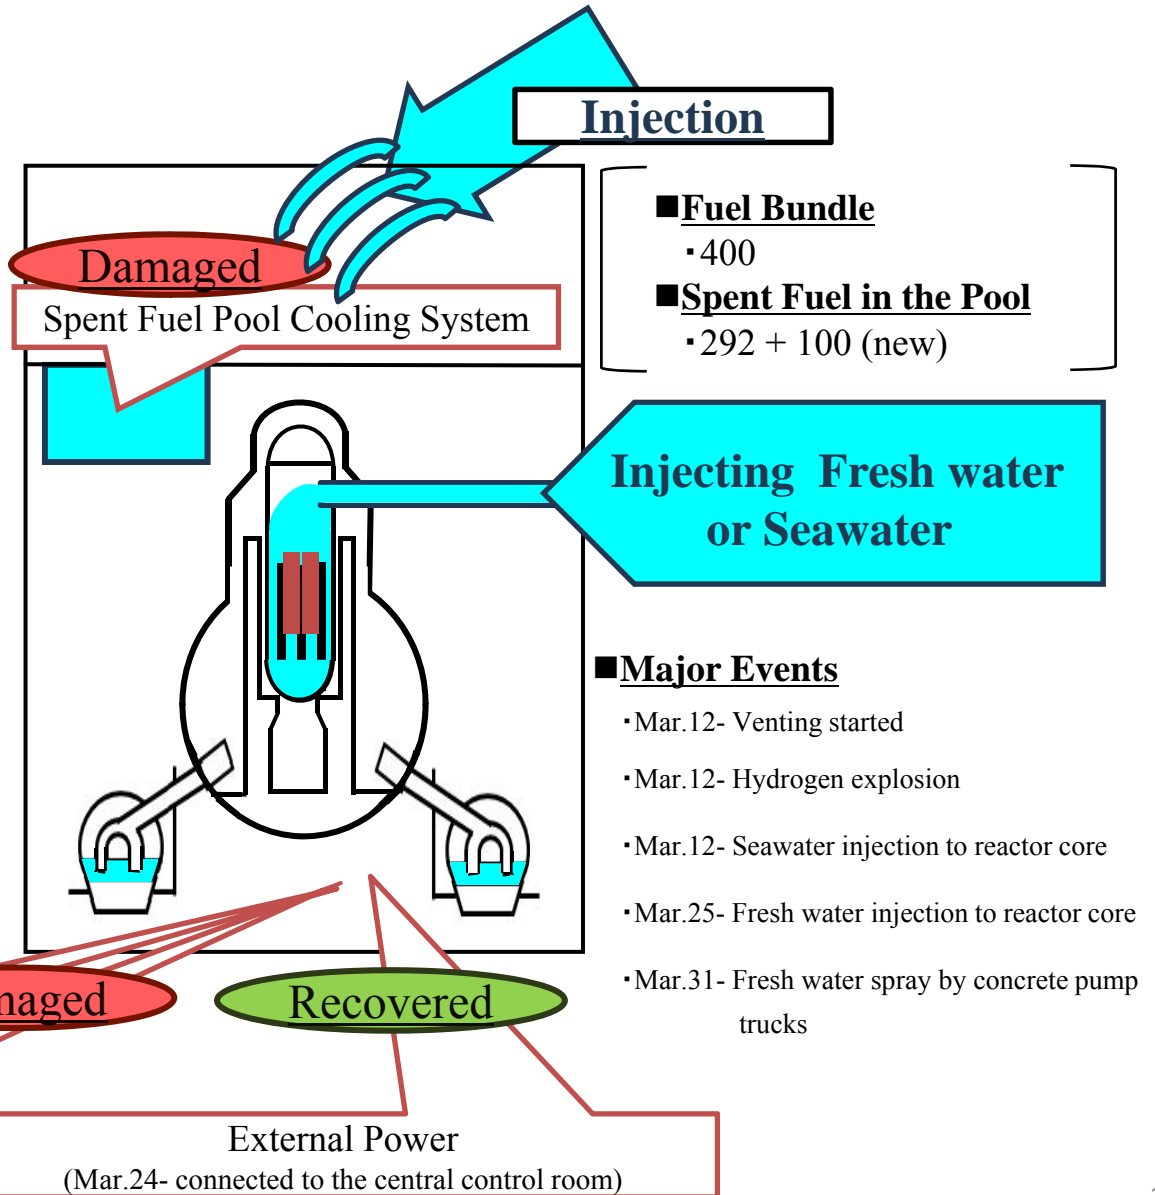 Injection
■Fuel Bundle
・400
■Spent Fuel in the Pool
・292 + 100 (new)
Damaged
Spent Fuel Pool Cooling System
Injecting Fresh water
or Seawater
■Major Events
・Mar.12- Venting started
・Mar.12- Hydrogen explosion
・Mar.12- Seawater injection to reactor core
・Mar.25- Fresh water injection to reactor core
・Mar.31- Fresh water spray by concrete pump
trucks
Recovered
External Power
(Mar.24- connected to the central control room)